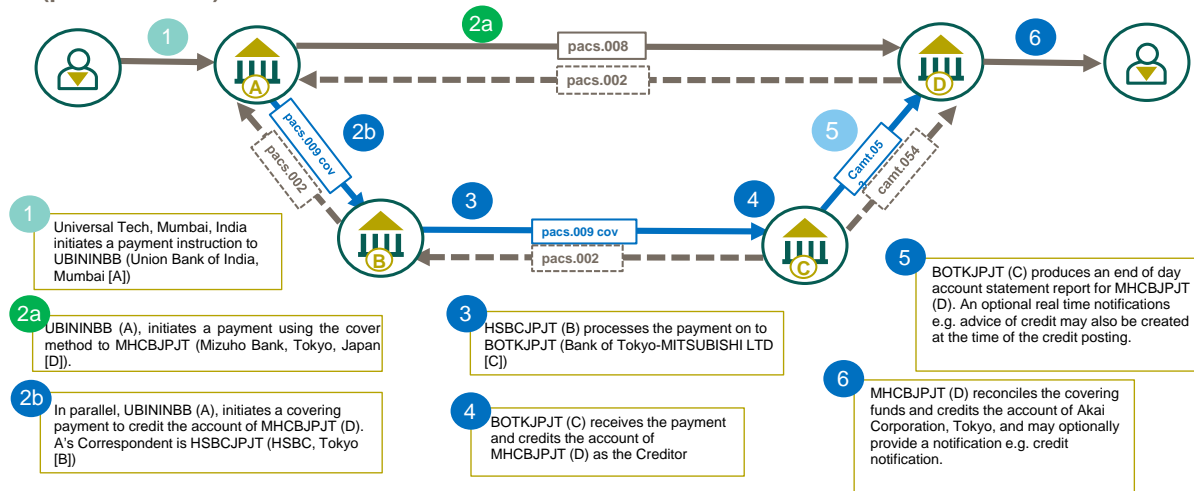 1
2a
6
pacs.008
pacs.002
A
D
2b
pacs.009 cov
pacs.002
5
Camt.05
3
camt.054
3
4
pacs.009 cov
pacs.002
B
C
1
Universal Tech, Mumbai, India
initiates a payment instruction to
UBININBB (Union Bank of India,
Mumbai [A])
2a
UBININBB (A), initiates a payment using the cover
method to MHCBJPJT (Mizuho Bank, Tokyo, Japan
[D]).
2b
In parallel, UBININBB (A), initiates a covering
payment to credit the account of MHCBJPJT (D).
A's Correspondent is HSBCJPJT (HSBC, Tokyo
[B])
3
HSBCJPJT (B) processes the payment on to
BOTKJPJT (Bank of Tokyo-MITSUBISHI LTD
[C])
4
BOTKJPJT (C) receives the payment
and credits the account of
MHCBJPJT (D) as the Creditor
5
BOTKJPJT (C) produces an end of day
account statement report for MHCBJPJT
(D). An optional real time notifications
e.g. advice of credit may also be created
at the time of the credit posting.
6
MHCBJPJT (D) reconciles the covering
funds and credits the account of Akai
Corporation, Tokyo, and may optionally
provide a notification e.g. credit
notification.